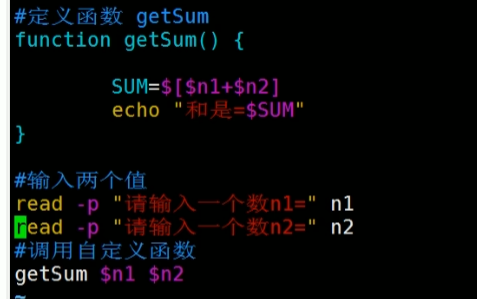 #定义函数 getSum
function getSum() {
SUM=$[$n1+$n2]
echo "和是=$SUM"
}
#输入两个值
read -p "请输入一个数n1=" n1
read -p "请输入一个数n2=" n2
#调用自定义函数
getSum $n1 $n2
~